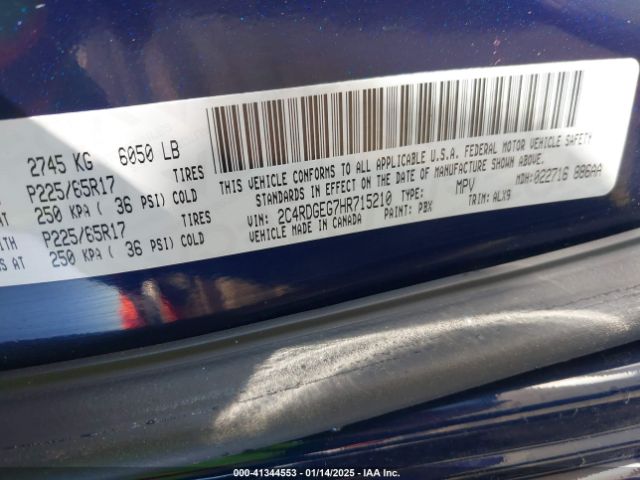 2745 KG 6050 LB
P225/65R17 TIRES
250 KPA ( 36 PSI) COLD
WITH P225/65R17 TIRES
S AT 250 KPA ( 36 PSI) COLD
THIS VEHICLE CONFORMS TO ALL APPLICABLE U.S.A. FEDERAL MOTOR VEHICLE SAFETY
STANDARDS IN EFFECT ON THE DATE OF MANUFACTURE SHOWN ABOVE.
VIN: 2C4RDGEG7HR715210 TYPE: MPV MDH:022716 886AA
VEHICLE MADE IN CANADA PAINT: PBX TRIM: ALX9
000-41344553 — 01/14/2025 — IAA Inc.